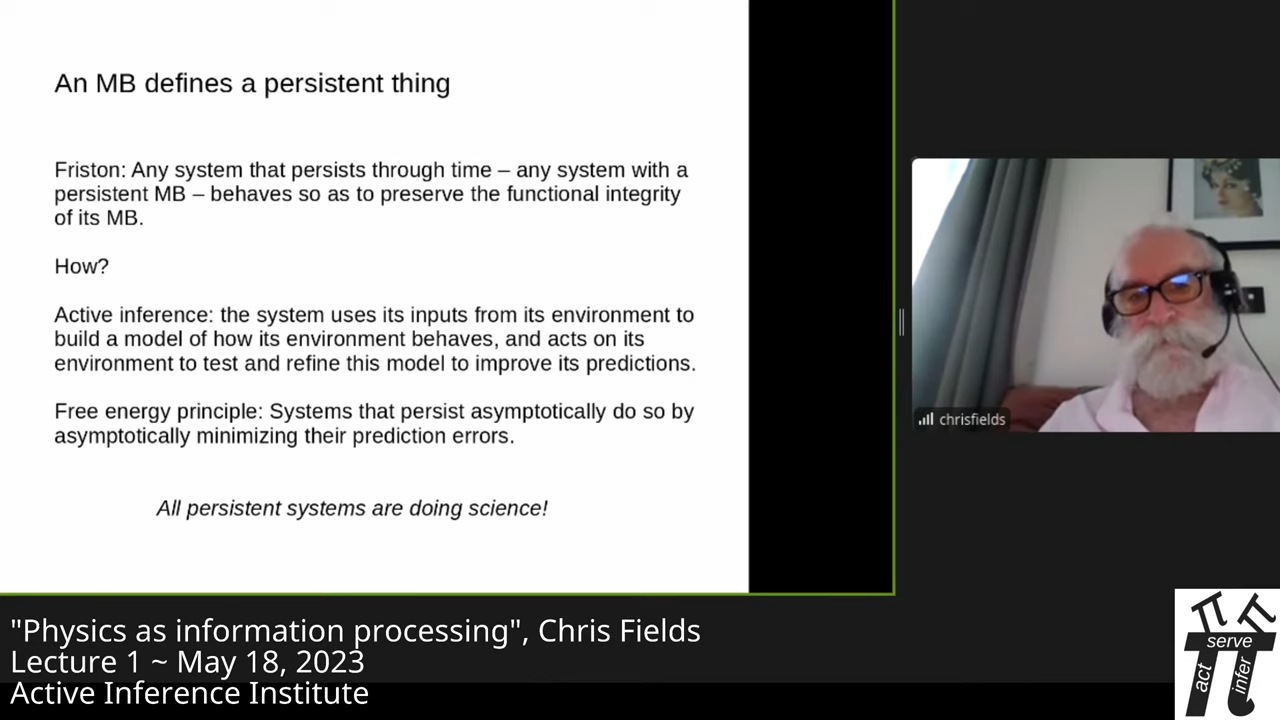 An MB defines a persistent thing
Friston: Any system that persists through time – any system with a
persistent MB – behaves so as to preserve the functional integrity
of its MB.
How?
Active inference: the system uses its inputs from its environment to
build a model of how its environment behaves, and acts on its
environment to test and refine this model to improve its predictions.
Free energy principle: Systems that persist asymptotically do so by
asymptotically minimizing their prediction errors.
All persistent systems are doing science!
chrisfields
"Physics as information processing", Chris Fields
Lecture 1 ~ May 18, 2023
Active Inference Institute
serve
act
infer